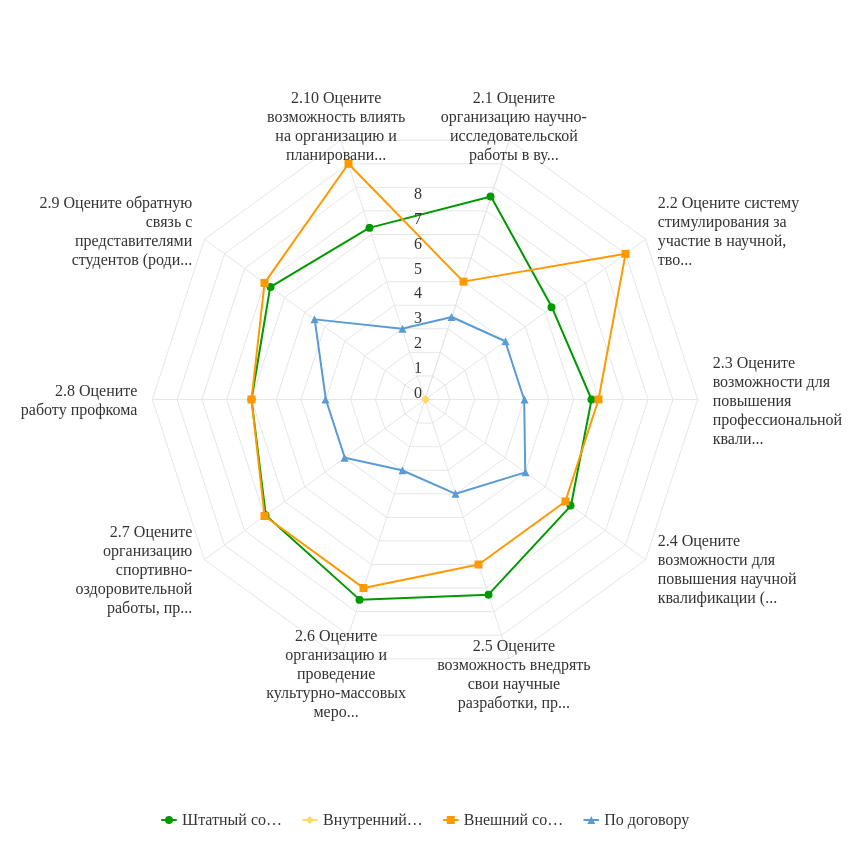 2.10 Оцените
возможность влиять
на организацию и
планировани...
2.1 Оцените
организацию научно-
исследовательской
работы в ву...
2.2 Оцените систему
стимулирования за
участие в научной,
тво...
2.3 Оцените
возможности для
повышения
профессиональной
квали...
2.4 Оцените
возможности для
повышения научной
квалификации (...
2.5 Оцените
возможность внедрять
свои научные
разработки, пр...
2.6 Оцените
организацию и
проведение
культурно-массовых
меро...
2.7 Оцените
организацию
спортивно-
оздоровительной
работы, пр...
2.8 Оцените
работу профкома
2.9 Оцените обратную
связь с
представителями
студентов (роди...
8
7
6
5
4
3
2
1
0
Штатный со…
Внутренний…
Внешний со…
По договору